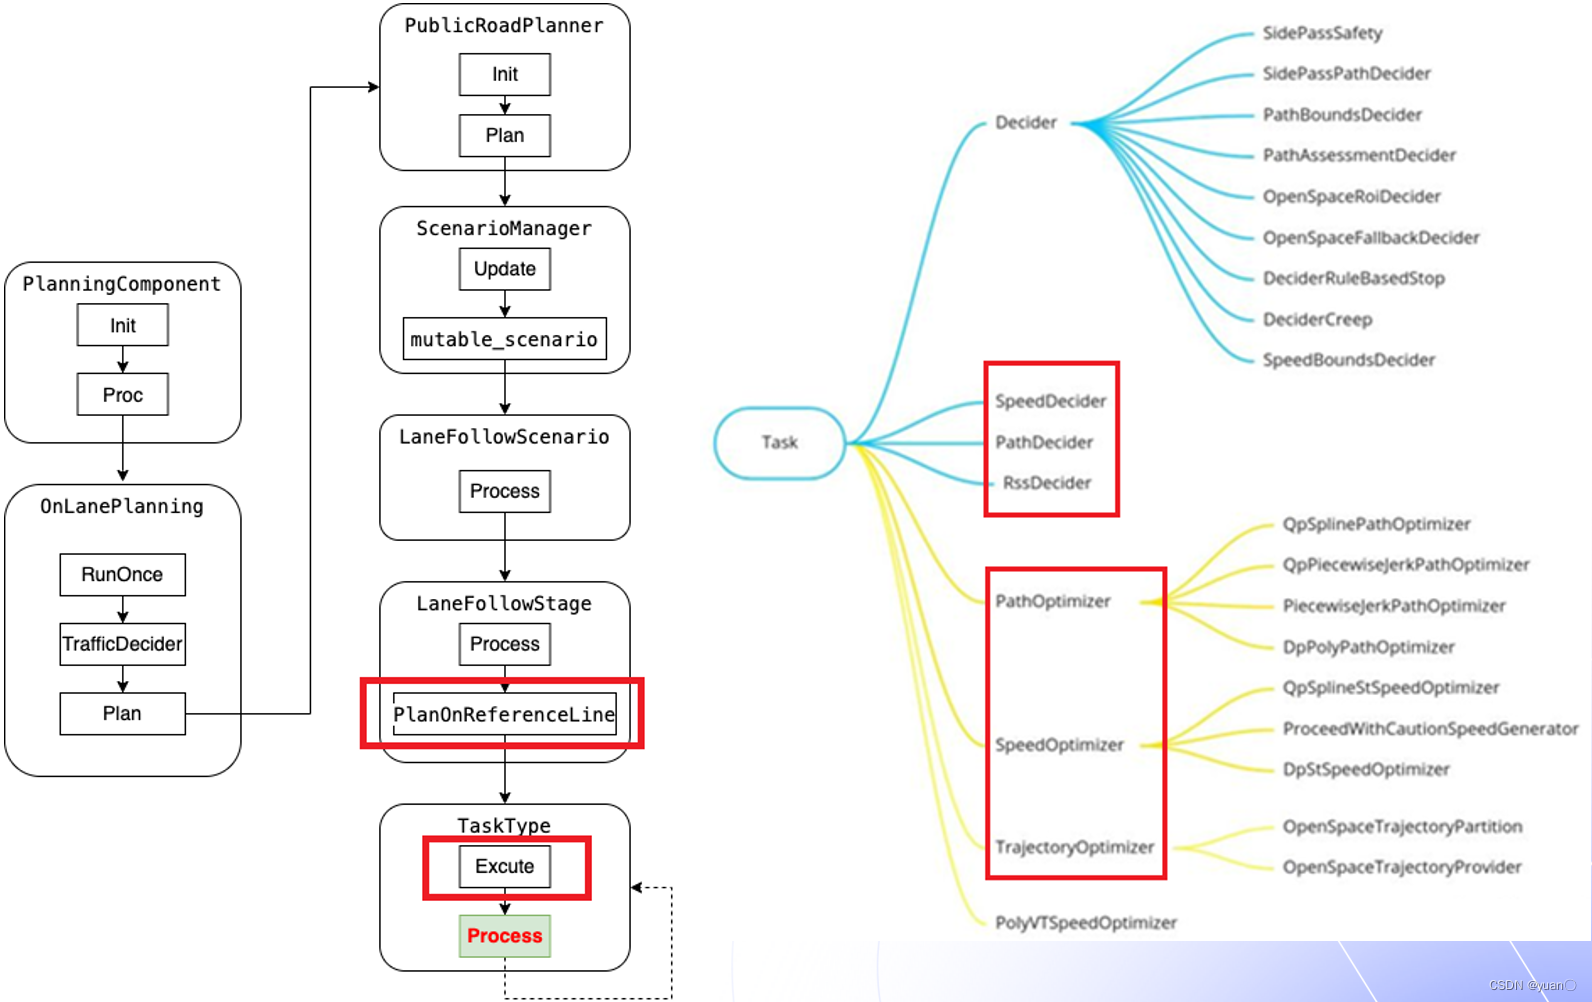 PlanningComponent
Init
Proc
OnLanePlanning
RunOnce
TrafficDecider
Plan
PublicRoadPlanner
Init
Plan
ScenarioManager
Update
mutable_scenario
LaneFollowScenario
Process
LaneFollowStage
Process
PlanOnReferenceLine
TaskType
Excute
Process
Task
Decider
SidePassSafety
SidePassPathDecider
PathBoundsDecider
PathAssessmentDecider
OpenSpaceRoiDecider
OpenSpaceFallbackDecider
DeciderRuleBasedStop
DeciderCreep
SpeedBoundsDecider
SpeedDecider
PathDecider
RssDecider
PathOptimizer
QpSplinePathOptimizer
QpPiecewiseJerkPathOptimizer
PiecewiseJerkPathOptimizer
DpPolyPathOptimizer
SpeedOptimizer
QpSplineStSpeedOptimizer
ProceedWithCautionSpeedGenerator
DpStSpeedOptimizer
TrajectoryOptimizer
OpenSpaceTrajectoryPartition
OpenSpaceTrajectoryProvider
PolyVTSpeedOptimizer
CSDN @yuan〇